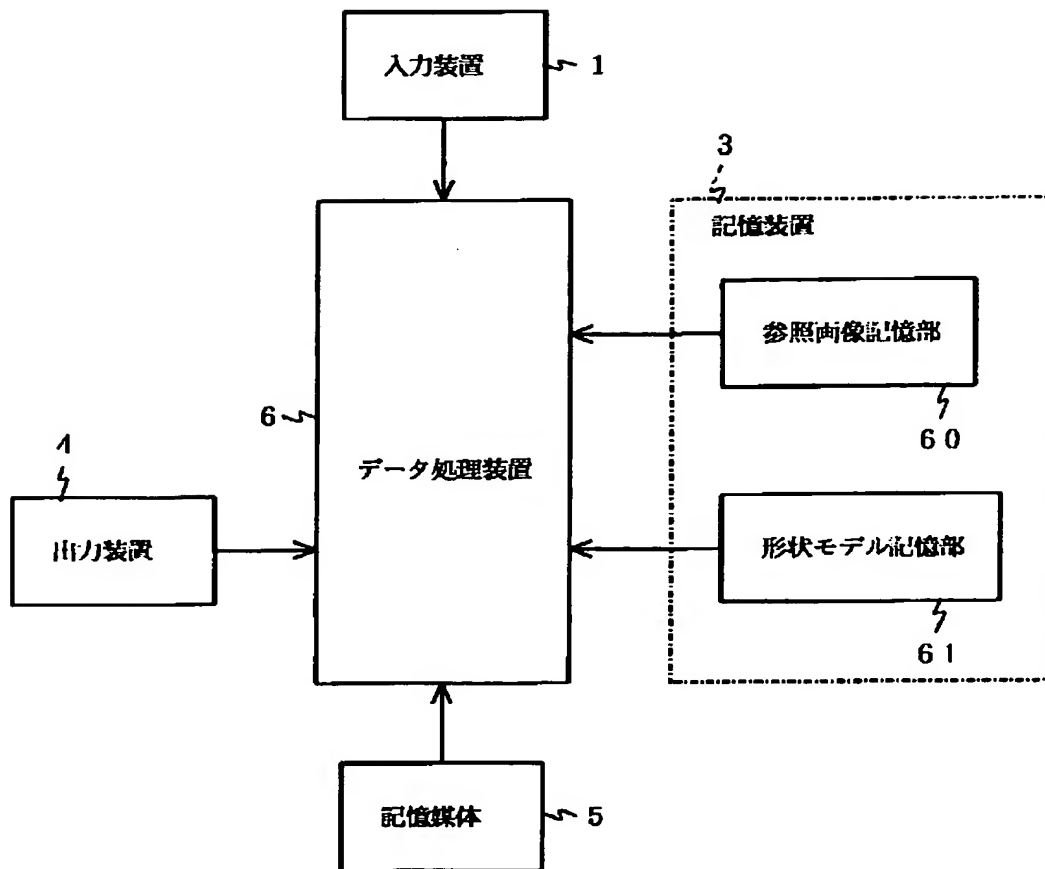 入力装置
1
3
記憶装置
参照画像記憶部
60
6
データ処理装置
4
出力装置
形状モデル記憶部
61
記憶媒体
5